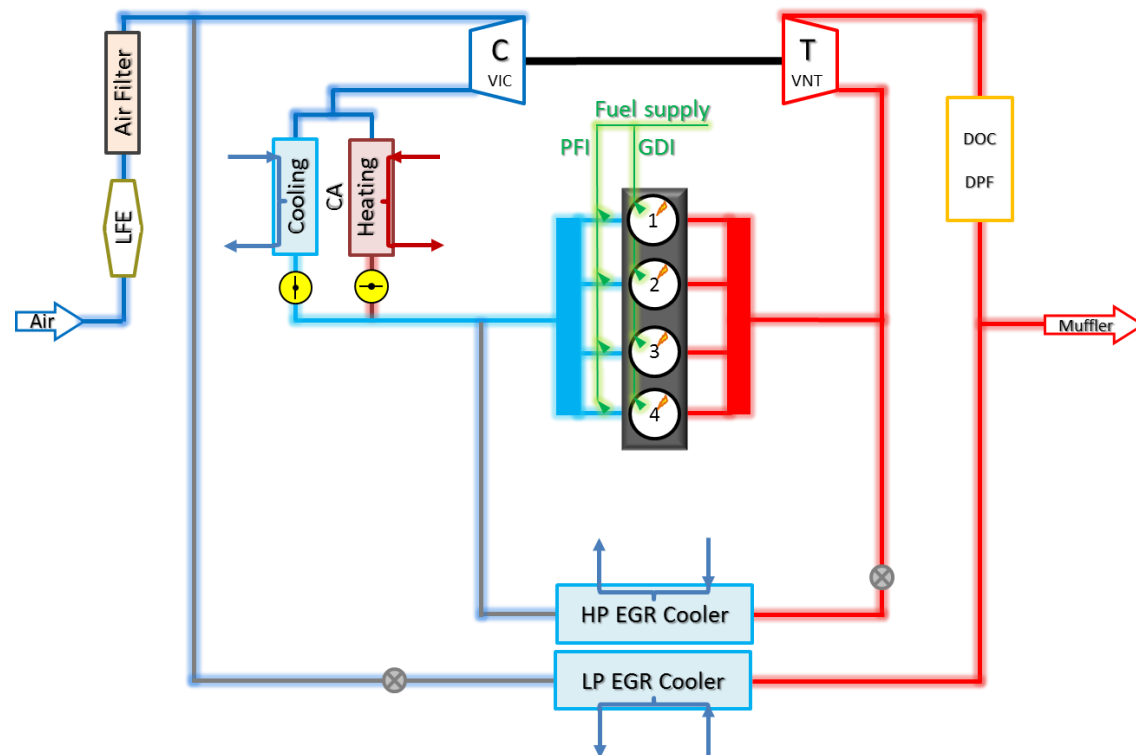 Air
LFE
Air Filter
C
VIC
T
VNT
Cooling
CA
Heating
Fuel supply
PFI
GDI
1
2
3
4
DOC
DPF
Muffler
HP EGR Cooler
LP EGR Cooler